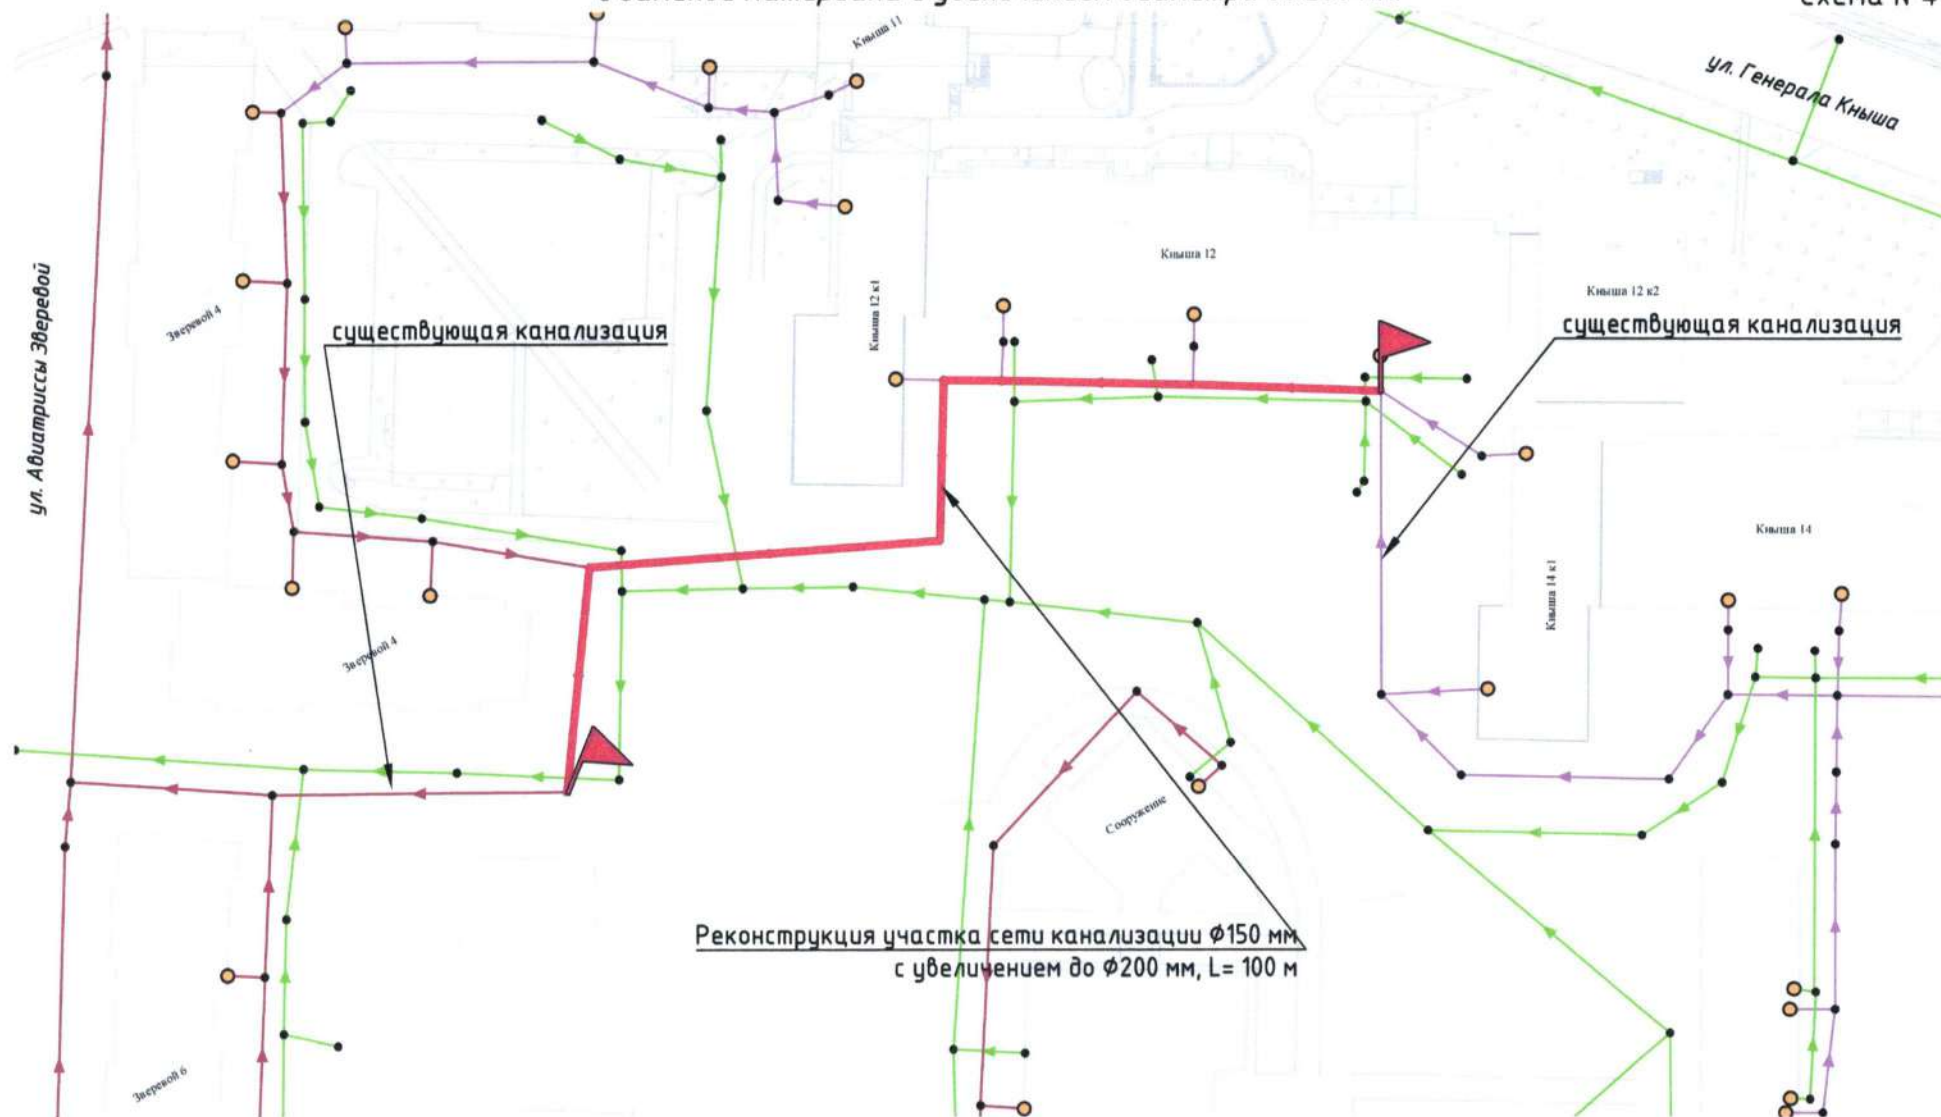 схема № 4
Кныша 11
ул. Генерала Кныша
ул. Авиатриссы Зверевой
Зверевой 4
существующая канализация
Кныша 12 к1
Кныша 12
Кныша 12 к2
существующая канализация
Кныша 14
Кныша 14 к1
Зверевой 4
Сооружение
Реконструкция участка сети канализации Ф150 мм
с увеличением до Ф200 мм, L= 100 м
Зверевой 6